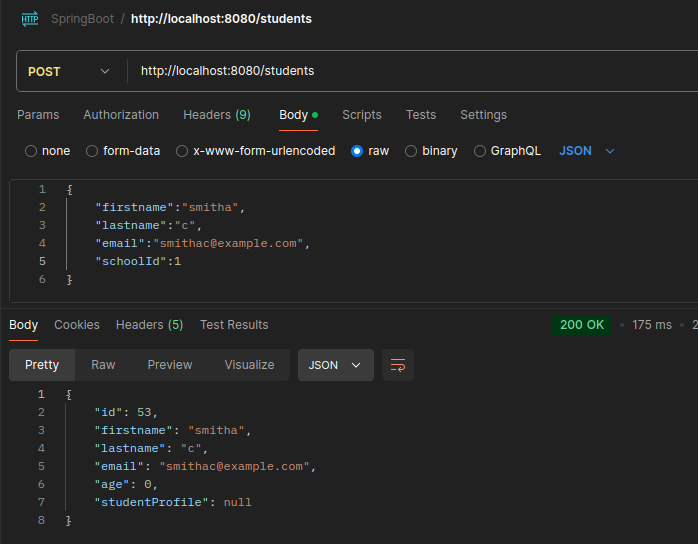 HTTP SpringBoot / http://localhost:8080/students
POST http://localhost:8080/students
Params Authorization Headers (9) Body Scripts Tests Settings
none form-data x-www-form-urlencoded raw binary GraphQL JSON
1 {
2 "firstname":"smitha",
3 "lastname":"c",
4 "email":"smithac@example.com",
5 "schoolId":1
6 }
Body Cookies Headers (5) Test Results 200 OK • 175 ms • 2
Pretty Raw Preview Visualize JSON
1 {
2 "id": 53,
3 "firstname": "smitha",
4 "lastname": "c",
5 "email": "smithac@example.com",
6 "age": 0,
7 "studentProfile": null
8 }